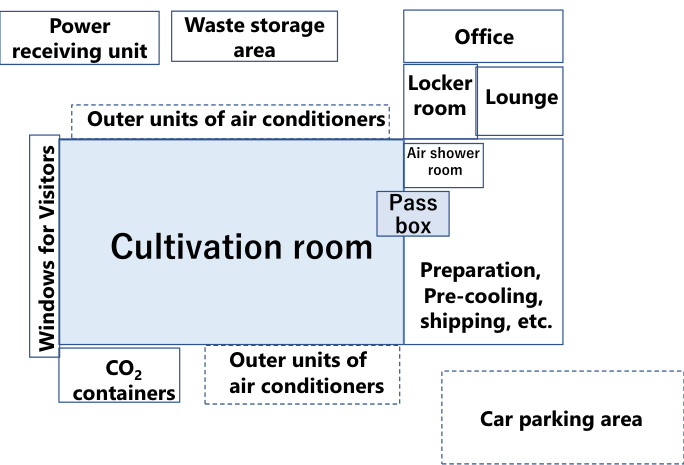 Power
receiving unit
Waste storage
area
Office
Locker
room
Lounge
Outer units of air conditioners
Air shower
room
Windows for Visitors
Pass
box
Cultivation room
Preparation,
Pre-cooling,
shipping, etc.
CO₂
containers
Outer units of
air conditioners
Car parking area